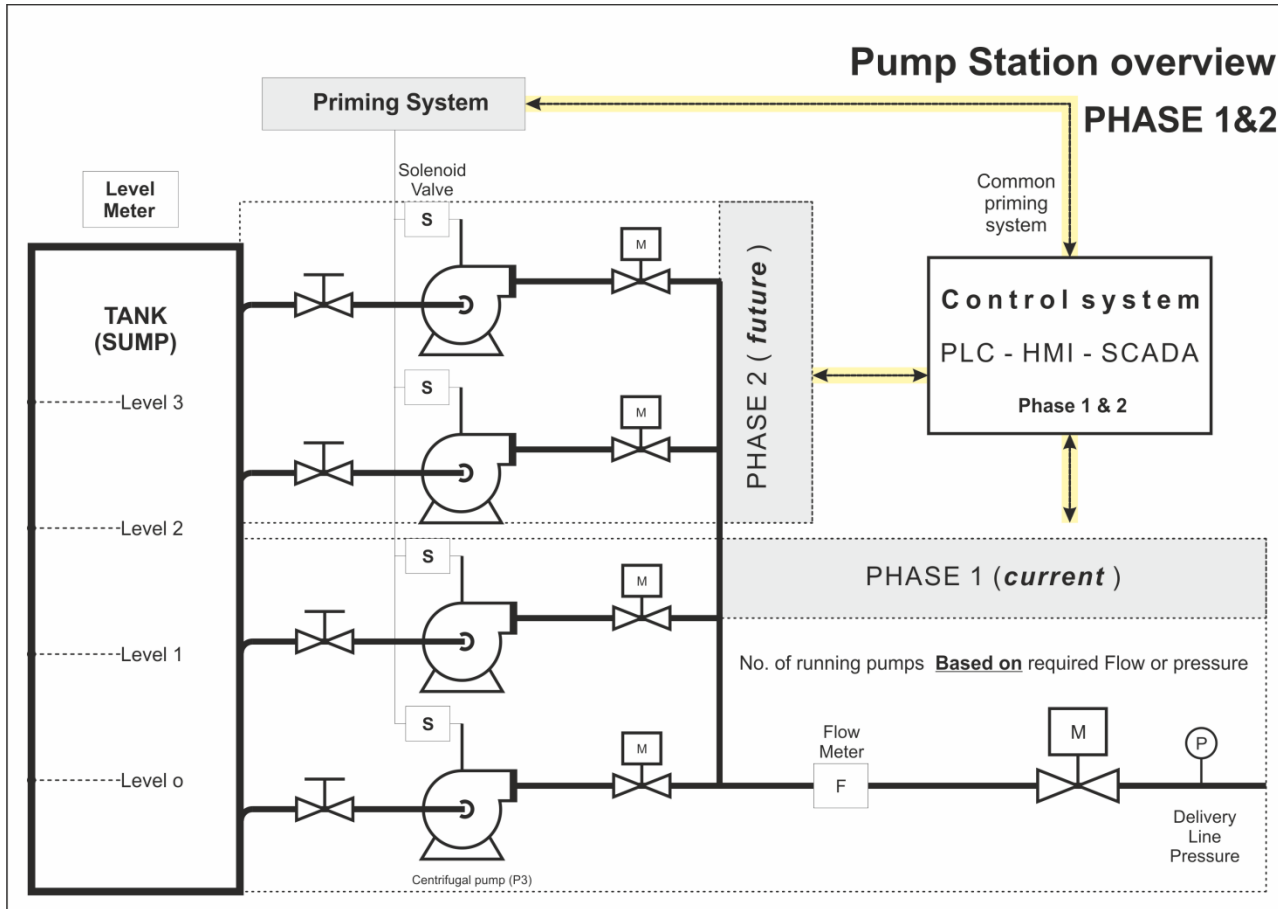 Pump Station overview
PHASE 1&2
Priming System
Solenoid
Valve
Level
Meter
Common
priming
system
S
M
TANK
(SUMP)
PHASE 2 ( future )
Control system
PLC - HMI - SCADA
Phase 1 & 2
Level 3
S
M
Level 2
S
M
PHASE 1 (current )
Level 1
No. of running pumps Based on required Flow or pressure
S
M
Flow
Meter
M
P
Level o
F
Delivery
Line
Pressure
Centrifugal pump (P3)